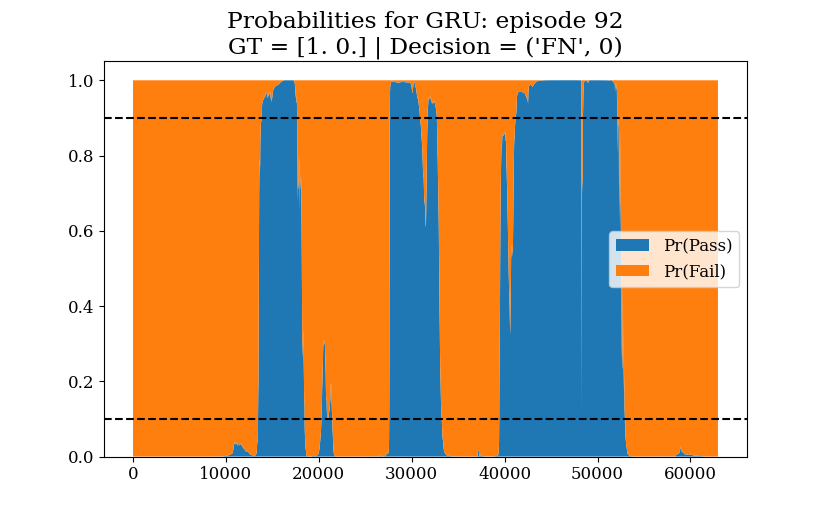 Probabilities for GRU: episode 92
GT = [1. 0.] | Decision = ('FN', 0)
1.0
0.8
0.6
0.4
0.2
0.0
Pr(Pass)
Pr(Fail)
0 10000 20000 30000 40000 50000 60000